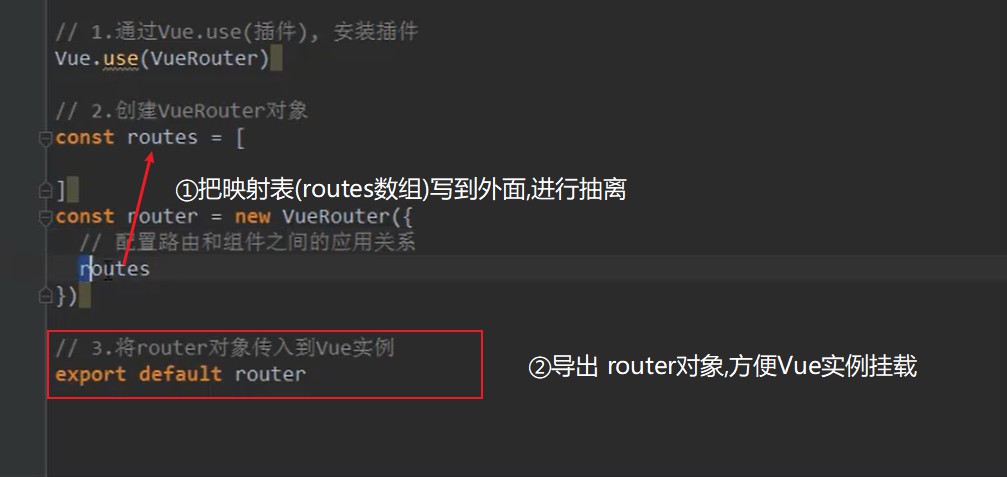 // 1.通过Vue.use(插件), 安装插件
Vue.use(VueRouter)
// 2.创建VueRouter对象
const routes = [
]
①把映射表(routes数组)写到外面,进行抽离
const router = new VueRouter({
// 配置路由和组件之间的应用关系
routes
})
// 3.将router对象传入到Vue实例
export default router
②导出 router对象,方便Vue实例挂载